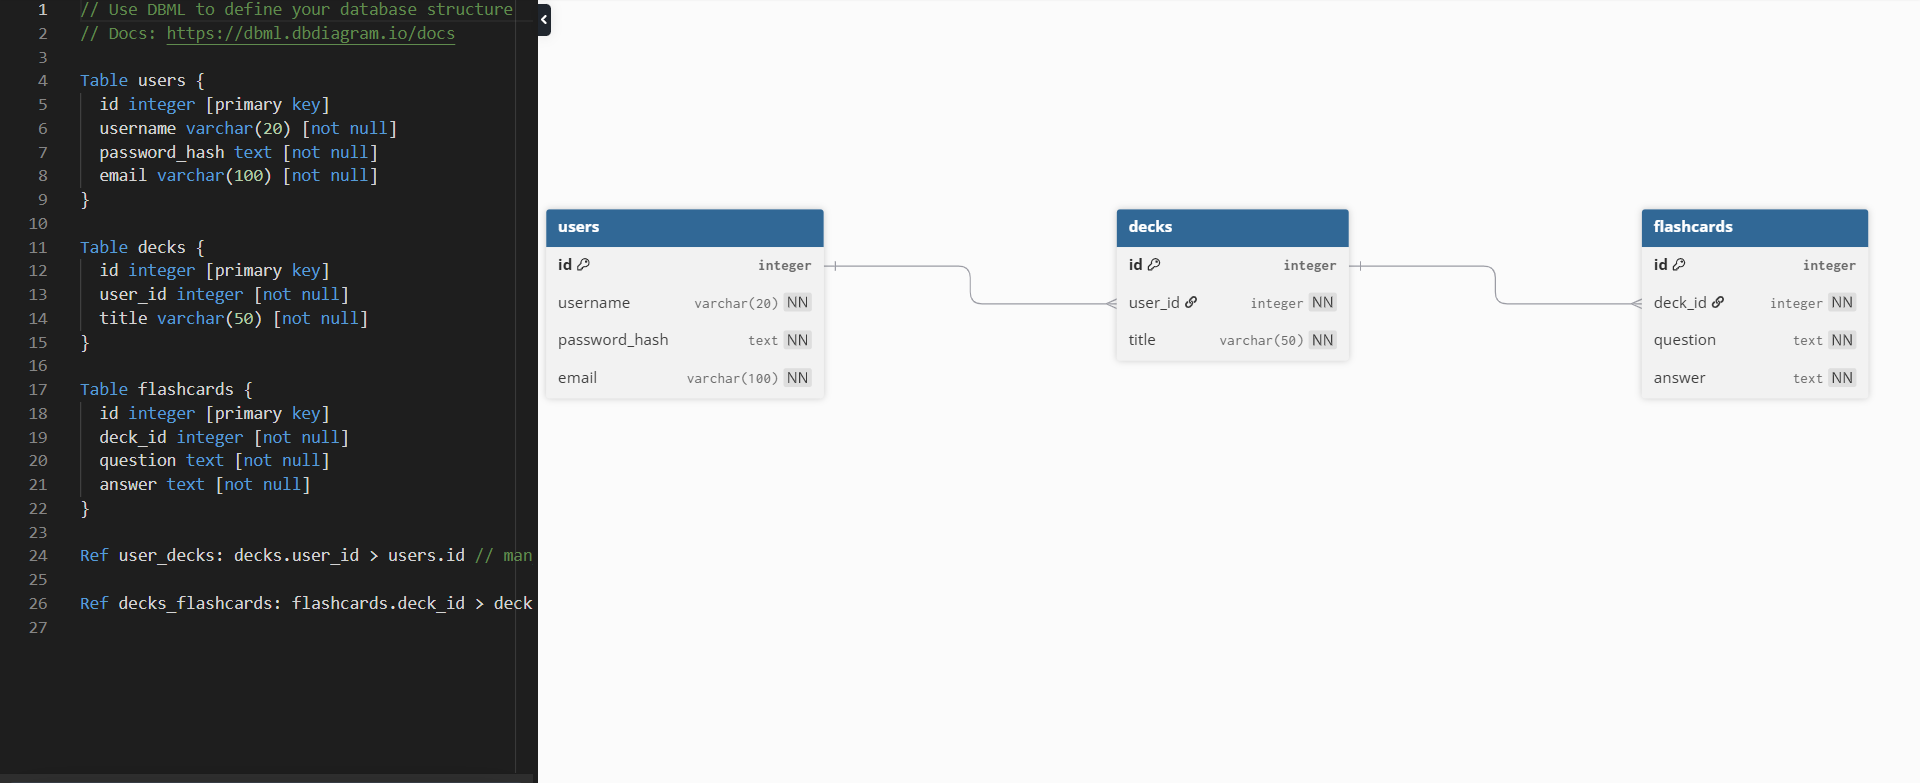 1 // Use DBML to define your database structure
2 // Docs: https://dbml.dbdiagram.io/docs
3
4 Table users {
5   id integer [primary key]
6   username varchar(20) [not null]
7   password_hash text [not null]
8   email varchar(100) [not null]
9 }
10
11 Table decks {
12   id integer [primary key]
13   user_id integer [not null]
14   title varchar(50) [not null]
15 }
16
17 Table flashcards {
18   id integer [primary key]
19   deck_id integer [not null]
20   question text [not null]
21   answer text [not null]
22 }
23
24 Ref user_decks: decks.user_id > users.id // man
25
26 Ref decks_flashcards: flashcards.deck_id > deck
27
users
id integer
username varchar(20) NN
password_hash text NN
email varchar(100) NN
decks
id integer
user_id integer NN
title varchar(50) NN
flashcards
id integer
deck_id integer NN
question text NN
answer text NN